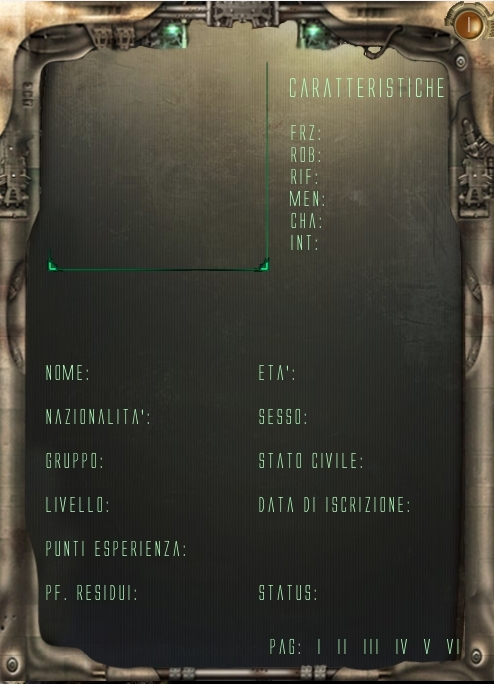 CARATTERISTICHE
FRZ:
ROB:
RIF:
MEN:
CHA:
INT:
NOME: ETA':
NAZIONALITA': SESSO:
GRUPPO: STATO CIVILE:
LIVELLO: DATA DI ISCRIZIONE:
PUNTI ESPERIENZA:
PF. RESIDUI: STATUS:
PAG: I II III IV V VI